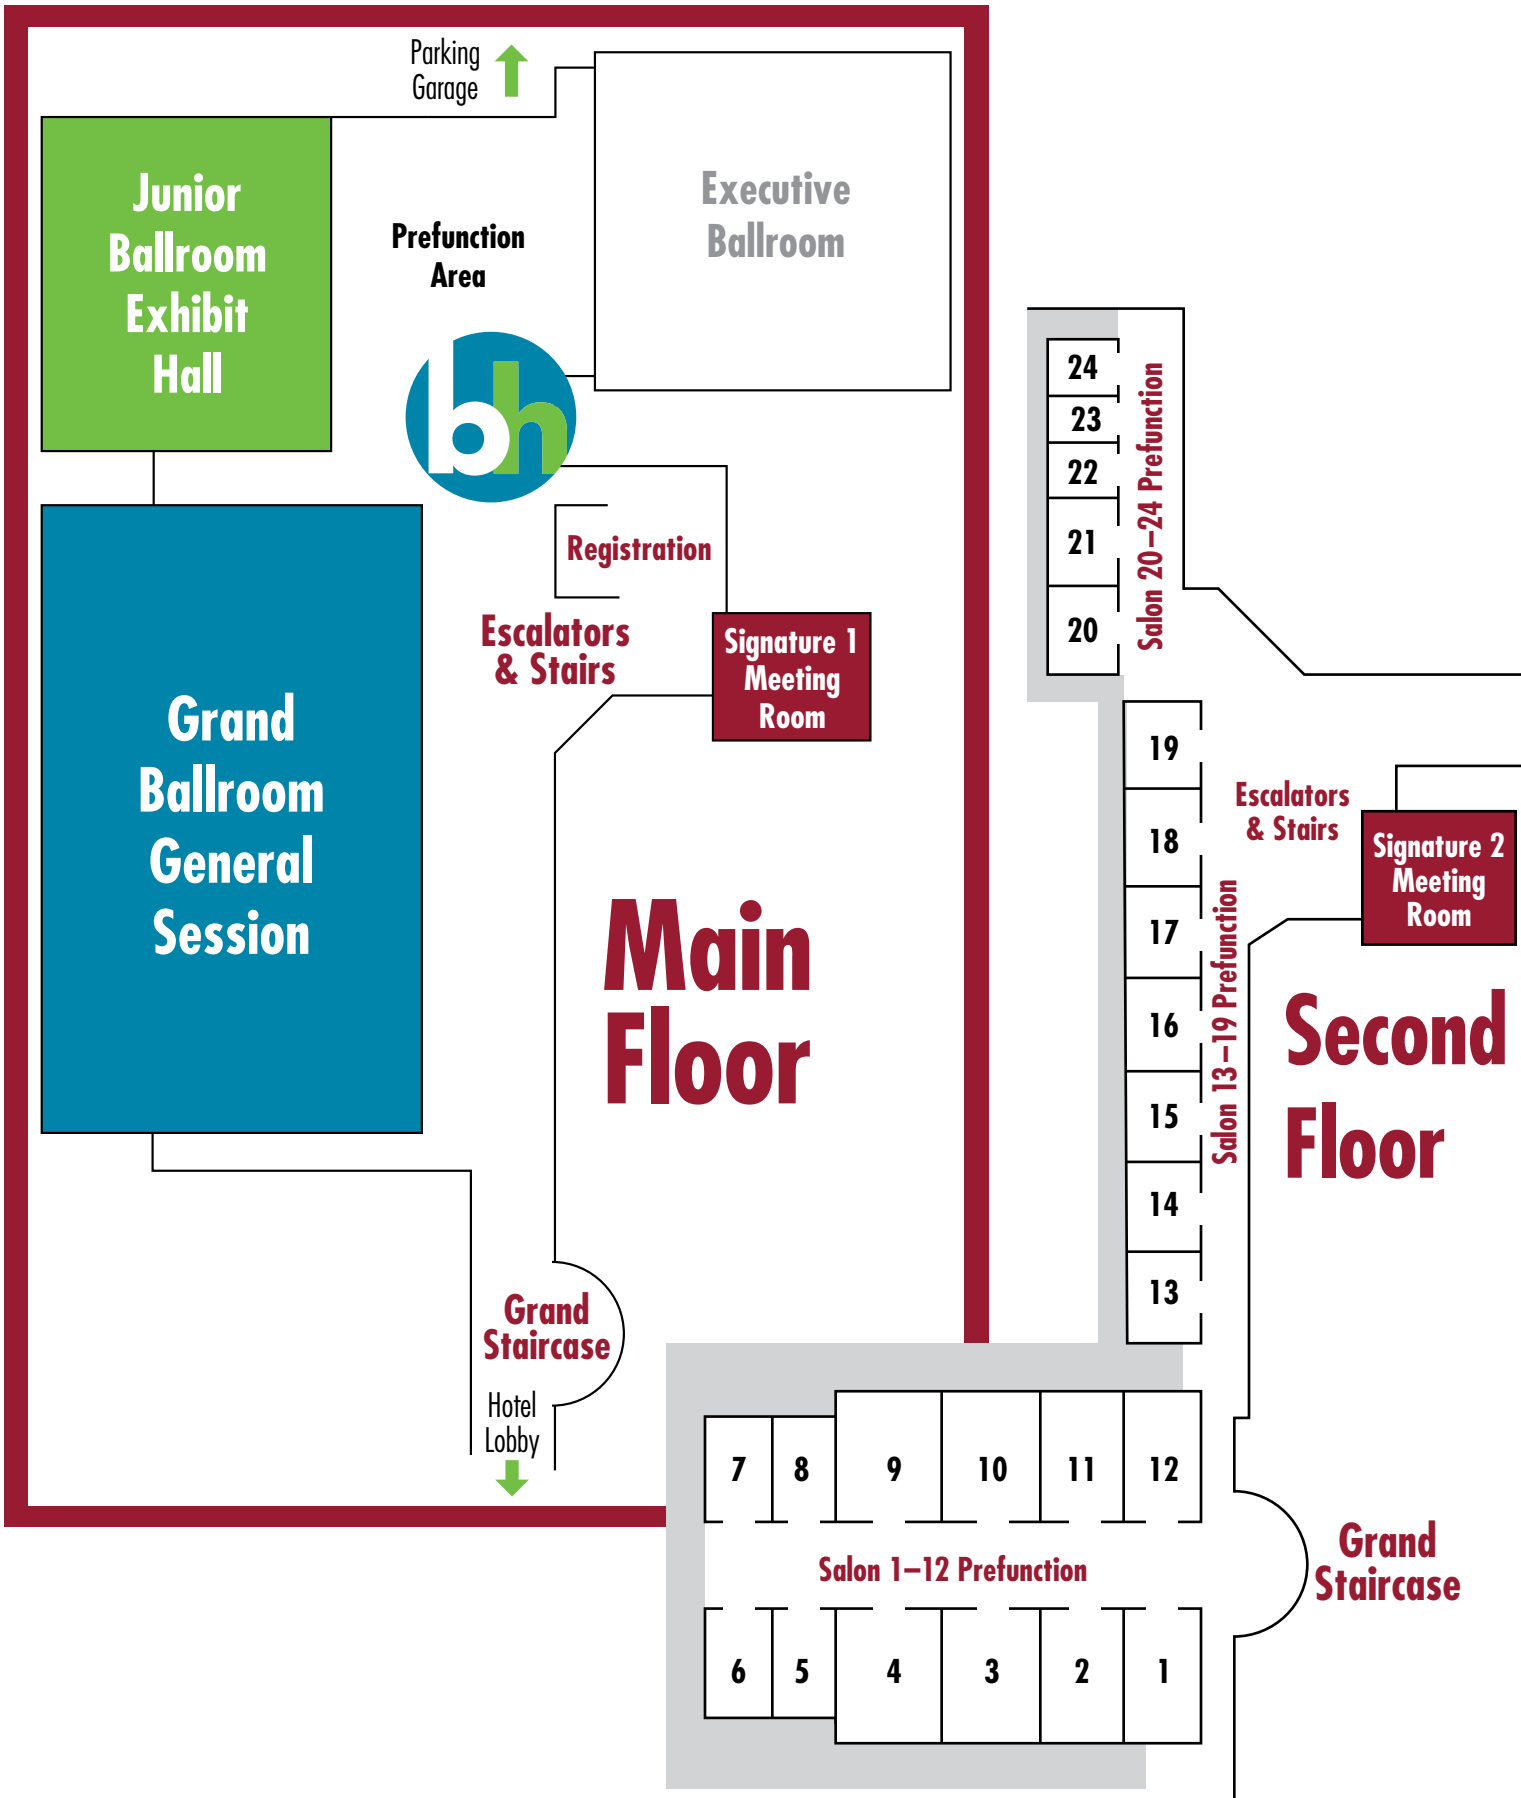 Parking
Garage
Junior
Ballroom
Exhibit
Hall
Prefunction
Area
Executive
Ballroom
bh
Registration
Escalators
& Stairs
Signature 1
Meeting
Room
Grand
Ballroom
General
Session
Main
Floor
Grand
Staircase
Hotel
Lobby
24
23
22
21
20
Salon 20–24 Prefunction
19
18
17
16
15
14
13
Salon 13–19 Prefunction
Escalators
& Stairs
Signature 2
Meeting
Room
Second
Floor
7
8
9
10
11
12
Salon 1–12 Prefunction
Grand
Staircase
6
5
4
3
2
1